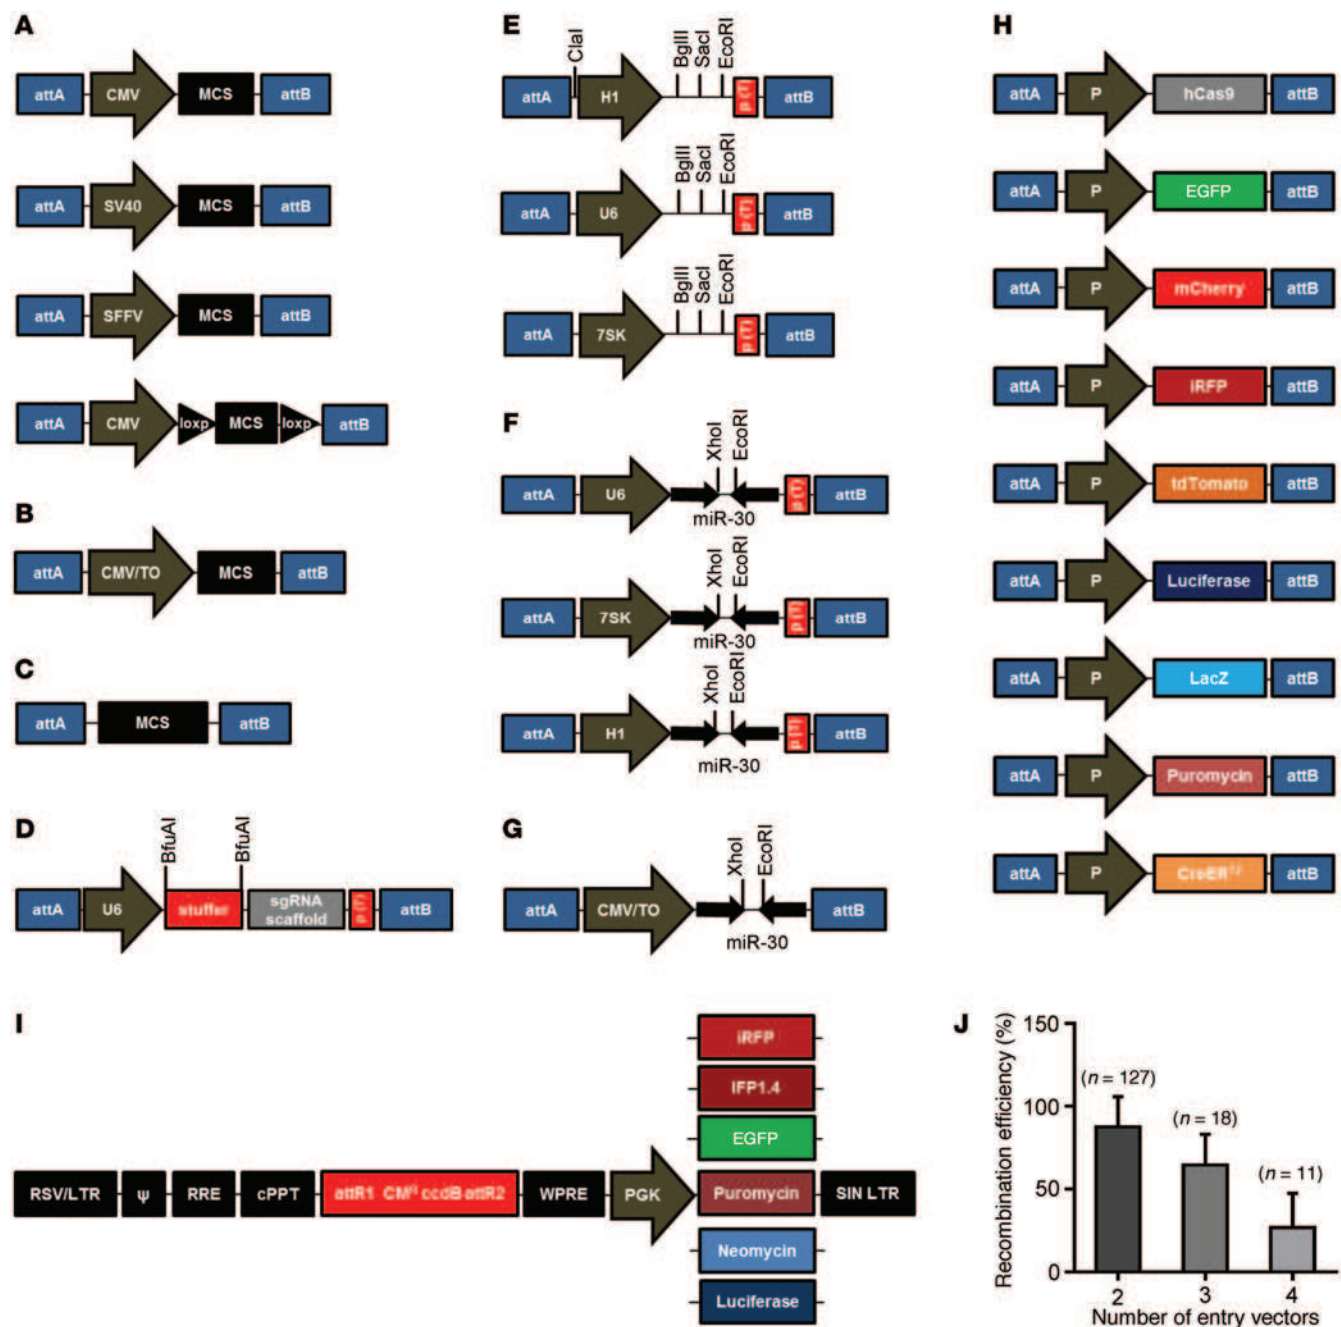 A
attA CMV MCS attB
attA SV40 MCS attB
attA SFFV MCS attB
attA CMV loxp MCS loxp attB
B
attA CMV/TO MCS attB
C
attA MCS attB
D
BfuAI BfuAI
attA U6 stuffer sgRNA scaffold p (T) attB
E
ClaI BglII SacI EcoRI
attA H1 p (T) attB
BglII SacI EcoRI
attA U6 p (T) attB
BglII SacI EcoRI
attA 7SK p (T) attB
F
XhoI EcoRI
attA U6 p (T) attB
miR-30
XhoI EcoRI
attA 7SK p (T) attB
miR-30
XhoI EcoRI
attA H1 p (T) attB
miR-30
G
XhoI EcoRI
attA CMV/TO attB
miR-30
H
attA P hCas9 attB
attA P EGFP attB
attA P mCherry attB
attA P iRFP attB
attA P tdTomato attB
attA P Luciferase attB
attA P LacZ attB
attA P Puromycin attB
attA P CreER attB
I
iRFP
IFP1.4
EGFP
RSV/LTR ψ RRE cPPT attR1 ccdB attR2 WPRE PGK Puromycin SIN LTR
Neomycin
Luciferase
J
Recombination efficiency (%)
150
100
50
0
(n = 127)
(n = 18)
(n = 11)
2 3 4
Number of entry vectors